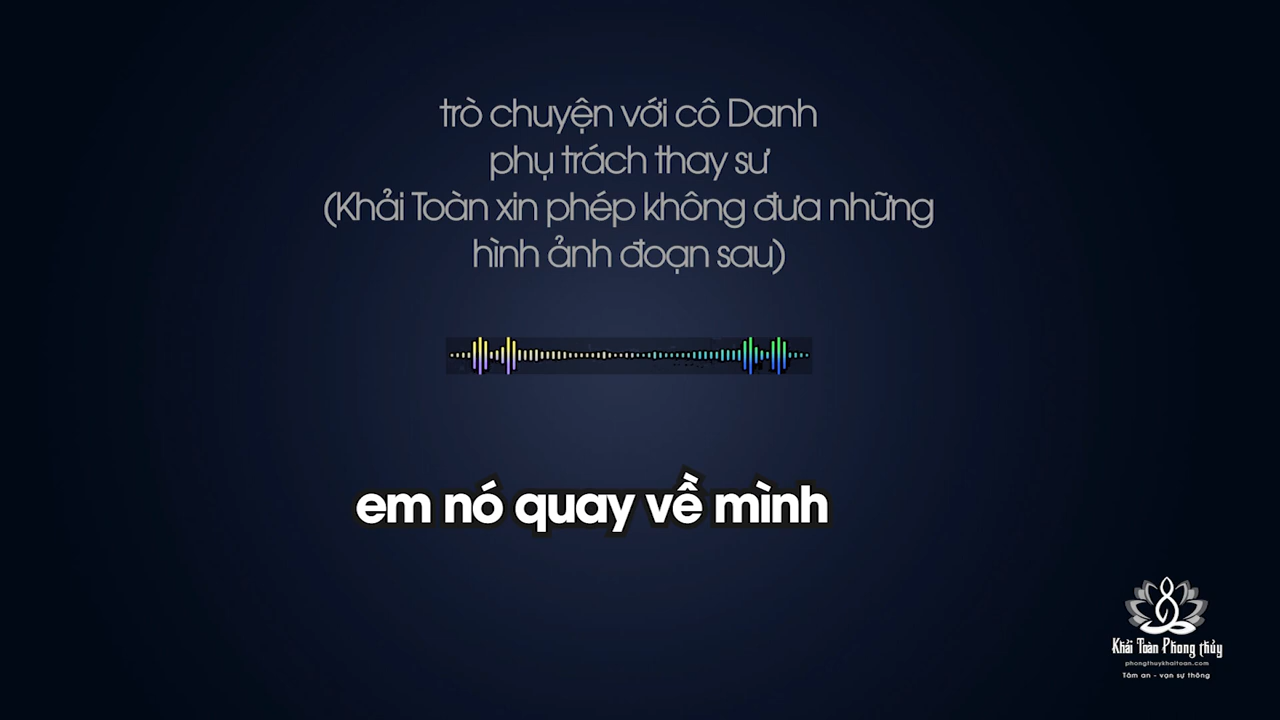 trò chuyện với cô Danh
phụ trách thay sư
(Khải Toàn xin phép không đưa những
hình ảnh đoạn sau)
em nó quay về mình
Khải Toàn Phong thủy
phongthuykhaitoan.com
Tâm an - vạn sự thông